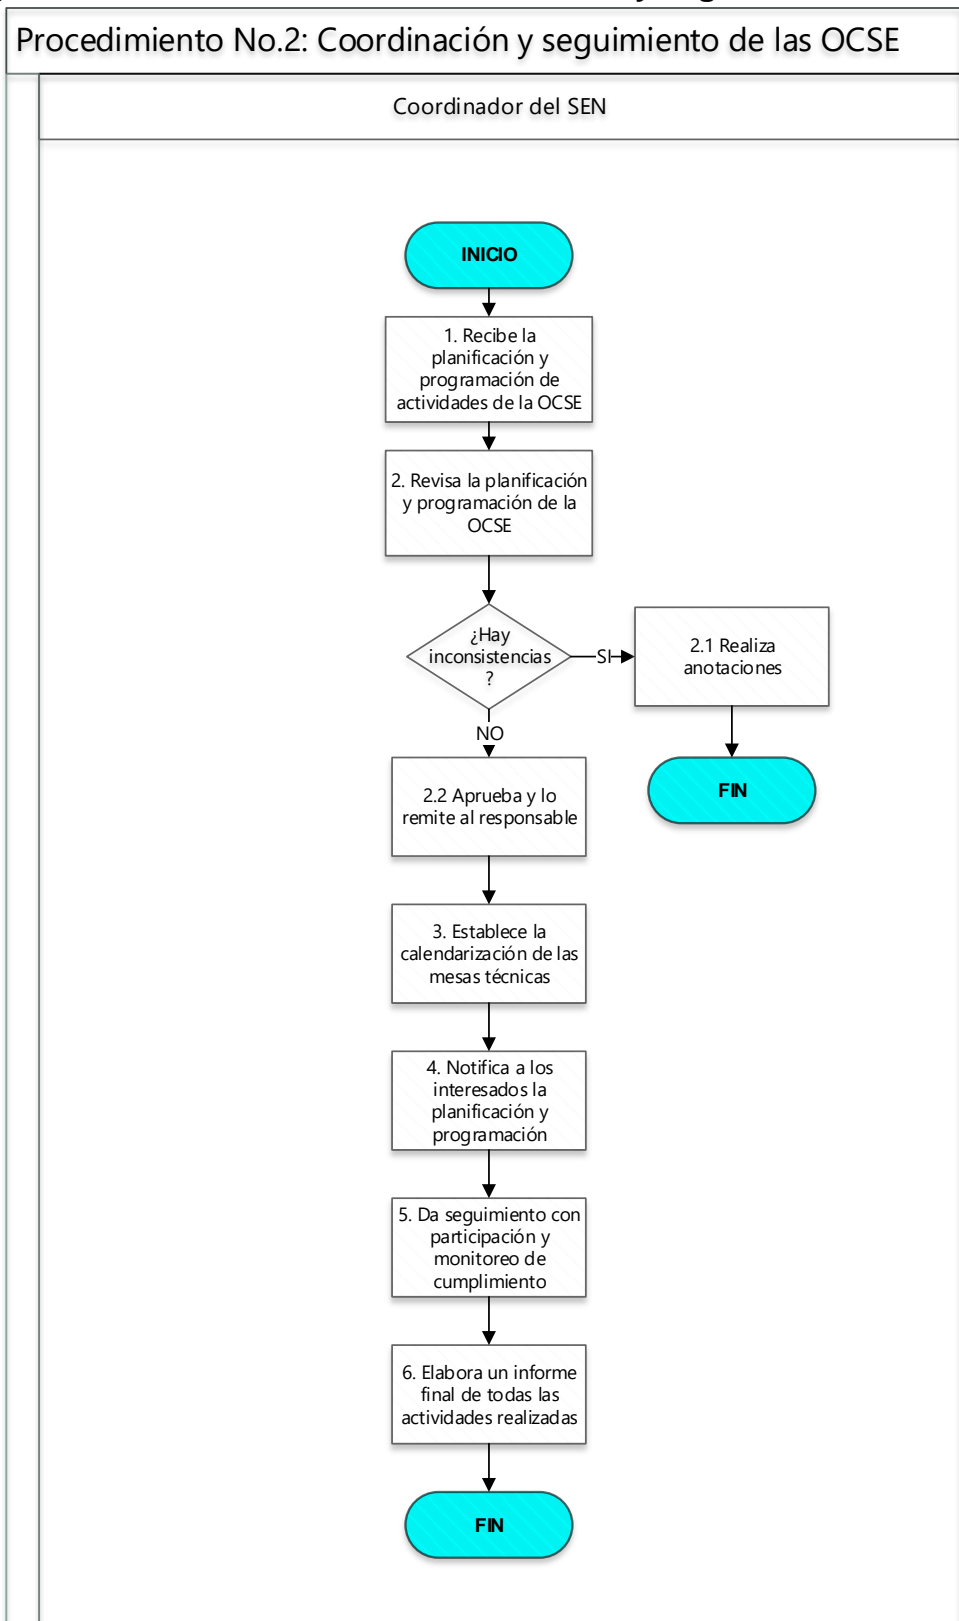 Procedimiento No.2: Coordinación y seguimiento de las OCSE
Coordinador del SEN
INICIO
1. Recibe la
planificación y
programación de
actividades de la OCSE
2. Revisa la planificación
y programación de la
OCSE
¿Hay
inconsistencias
?
SI
2.1 Realiza
anotaciones
FIN
NO
2.2 Aprueba y lo
remite al responsable
3. Establece la
calendarización de las
mesas técnicas
4. Notifica a los
interesados la
planificación y
programación
5. Da seguimiento con
participación y
monitoreo de
cumplimiento
6. Elabora un informe
final de todas las
actividades realizadas
FIN